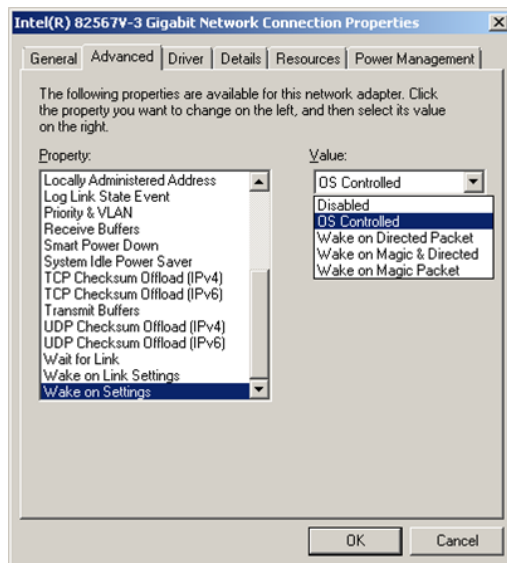 Intel(R) 82567V-3 Gigabit Network Connection Properties
General Advanced Driver Details Resources Power Management
The following properties are available for this network adapter. Click
the property you want to change on the left, and then select its value
on the right.
Property:
Locally Administered Address
Log Link State Event
Priority & VLAN
Receive Buffers
Smart Power Down
System Idle Power Saver
TCP Checksum Offload (IPv4)
TCP Checksum Offload (IPv6)
Transmit Buffers
UDP Checksum Offload (IPv4)
UDP Checksum Offload (IPv6)
Wait for Link
Wake on Link Settings
Wake on Settings
Value:
OS Controlled
Disabled
OS Controlled
Wake on Directed Packet
Wake on Magic & Directed
Wake on Magic Packet
OK Cancel